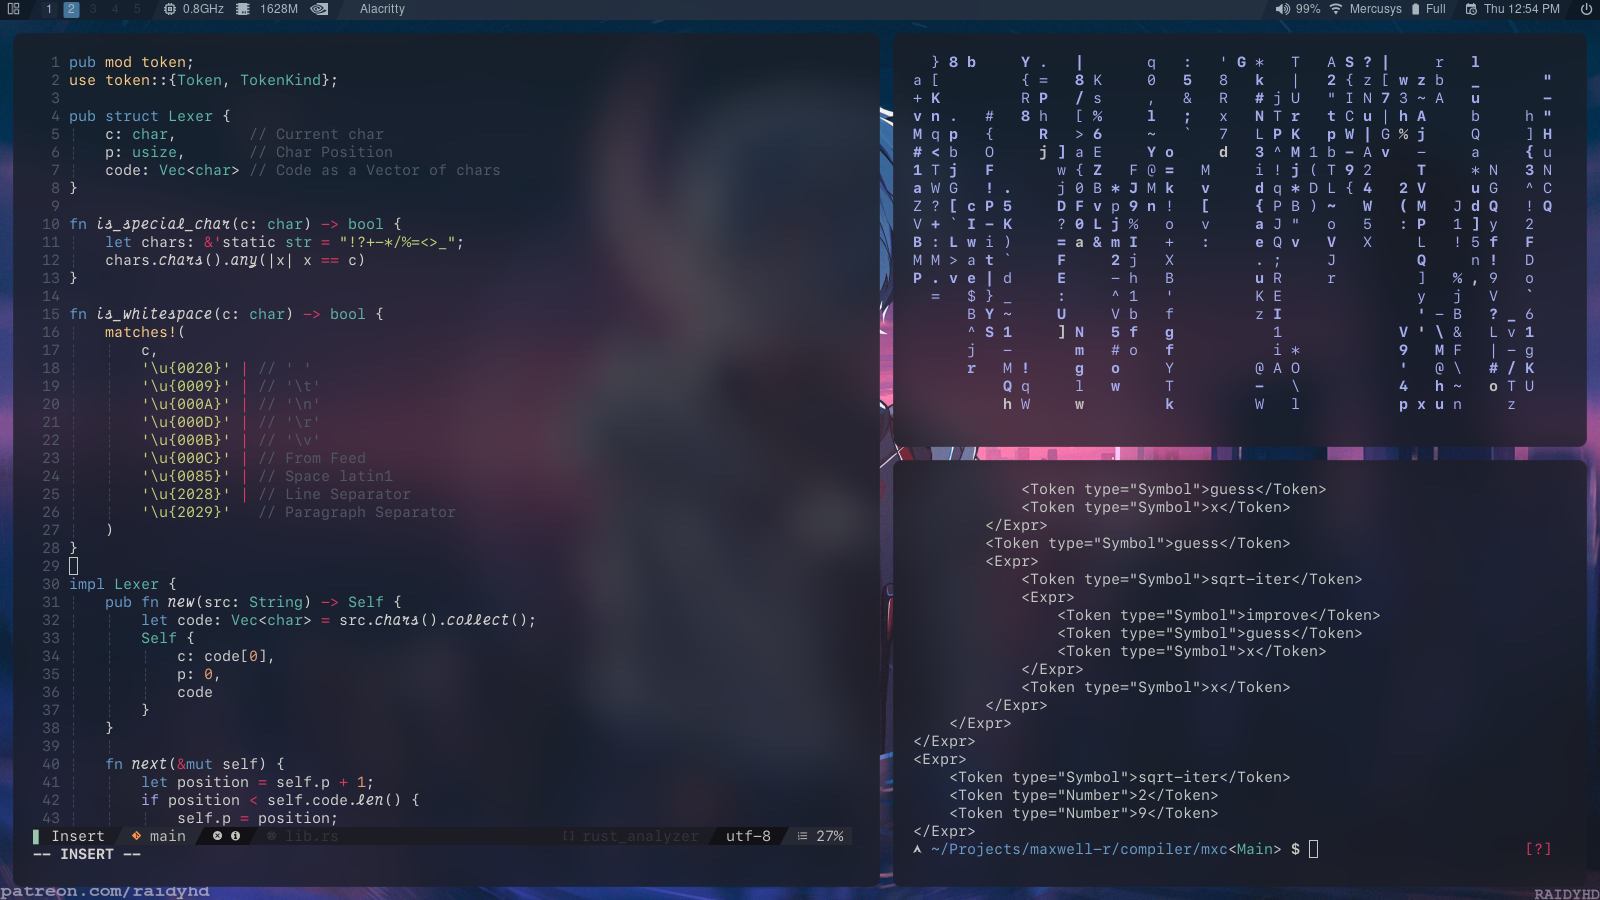 1 2 3 4 5 0.8GHz 1628M Alacritty 99% Mercusys Full Thu 12:54 PM
1 pub mod token;
2 use token::{Token, TokenKind};
3
4 pub struct Lexer {
5 c: char, // Current char
6 p: usize, // Char Position
7 code: Vec<char> // Code as a Vector of chars
8 }
9
10 fn is_special_char(c: char) -> bool {
11 let chars: &'static str = "!?+-*/%=<>_";
12 chars.chars().any(|x| x == c)
13 }
14
15 fn is_whitespace(c: char) -> bool {
16 matches!(
17 c,
18 '\u{0020}' | // ' '
19 '\u{0009}' | // '\t'
20 '\u{000A}' | // '\n'
21 '\u{000D}' | // '\r'
22 '\u{000B}' | // '\v'
23 '\u{000C}' | // From Feed
24 '\u{0085}' | // Space latin1
25 '\u{2028}' | // Line Separator
26 '\u{2029}' // Paragraph Separator
27 )
28 }
29
30 impl Lexer {
31 pub fn new(src: String) -> Self {
32 let code: Vec<char> = src.chars().collect();
33 Self {
34 c: code[0],
35 p: 0,
36 code
37 }
38 }
39
40 fn next(&mut self) {
41 let position = self.p + 1;
42 if position < self.code.len() {
43 self.p = position;
Insert main lib.rs [] rust_analyzer utf-8 27%
-- INSERT --
<Token type="Symbol">guess</Token>
<Token type="Symbol">x</Token>
</Expr>
<Token type="Symbol">guess</Token>
<Expr>
<Token type="Symbol">sqrt-iter</Token>
<Expr>
<Token type="Symbol">improve</Token>
<Token type="Symbol">guess</Token>
<Token type="Symbol">x</Token>
</Expr>
<Token type="Symbol">x</Token>
</Expr>
</Expr>
</Expr>
<Expr>
<Token type="Symbol">sqrt-iter</Token>
<Token type="Number">2</Token>
<Token type="Number">9</Token>
</Expr>
~/Projects/maxwell-r/compiler/mxc<Main> $ [?]
patreon.com/raidyhd
RAIDYHD